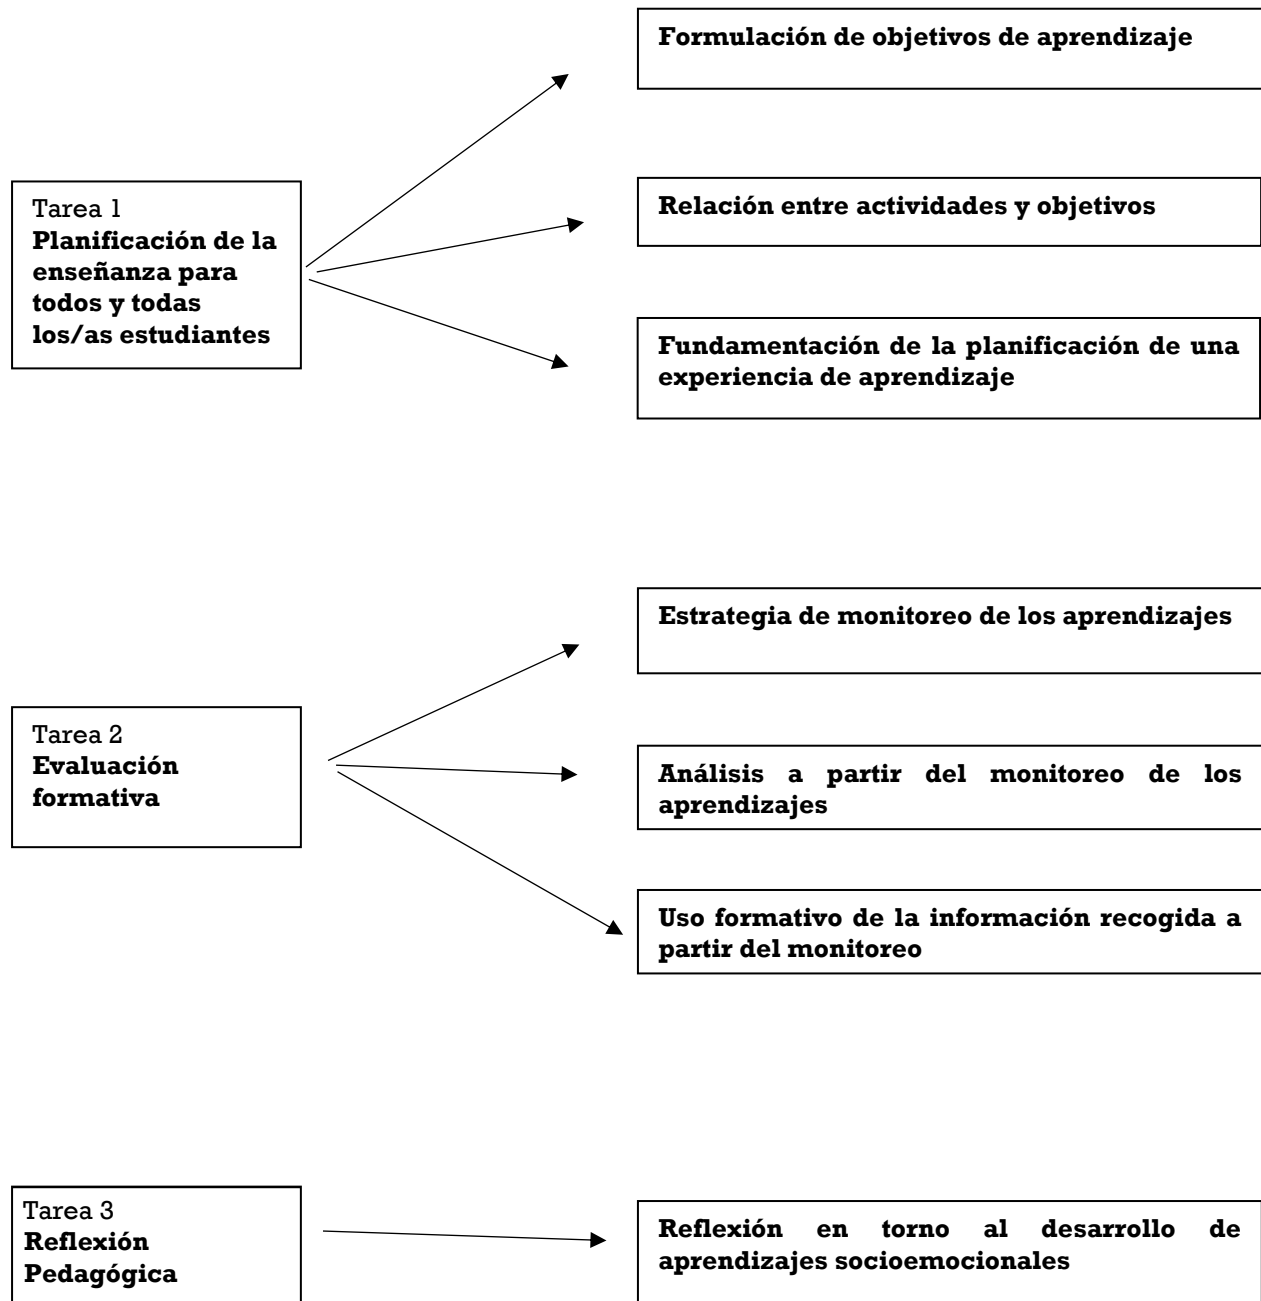 Formulación de objetivos de aprendizaje
Tarea 1
Planificación de la
enseñanza para
todos y todas
los/as estudiantes
Relación entre actividades y objetivos
Fundamentación de la planificación de una
experiencia de aprendizaje
Estrategia de monitoreo de los aprendizajes
Tarea 2
Evaluación
formativa
Análisis a partir del monitoreo de los
aprendizajes
Uso formativo de la información recogida a
partir del monitoreo
Tarea 3
Reflexión
Pedagógica
Reflexión en torno al desarrollo de
aprendizajes socioemocionales